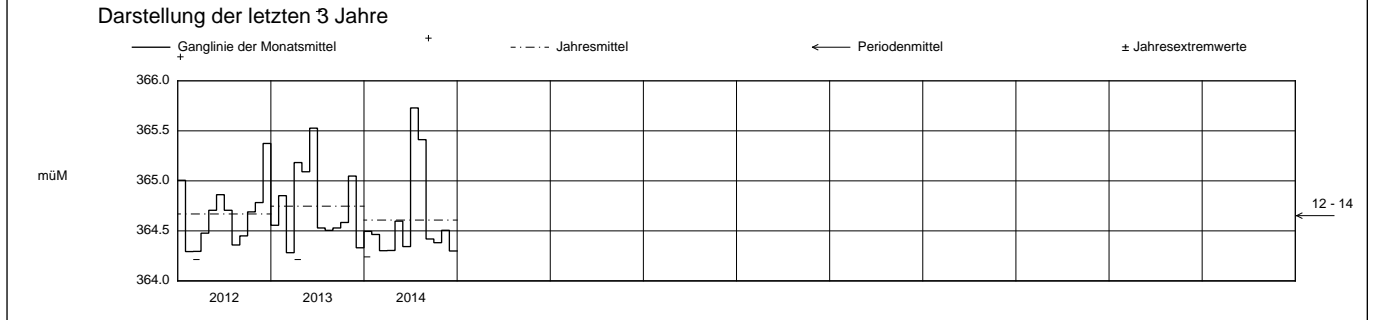 Darstellung der letzten 3 Jahre
Ganglinie der Monatsmittel Jahresmittel Periodenmittel ± Jahresextremwerte
366.0
365.5
müM 365.0
12 - 14
364.5
364.0
2012 2013 2014